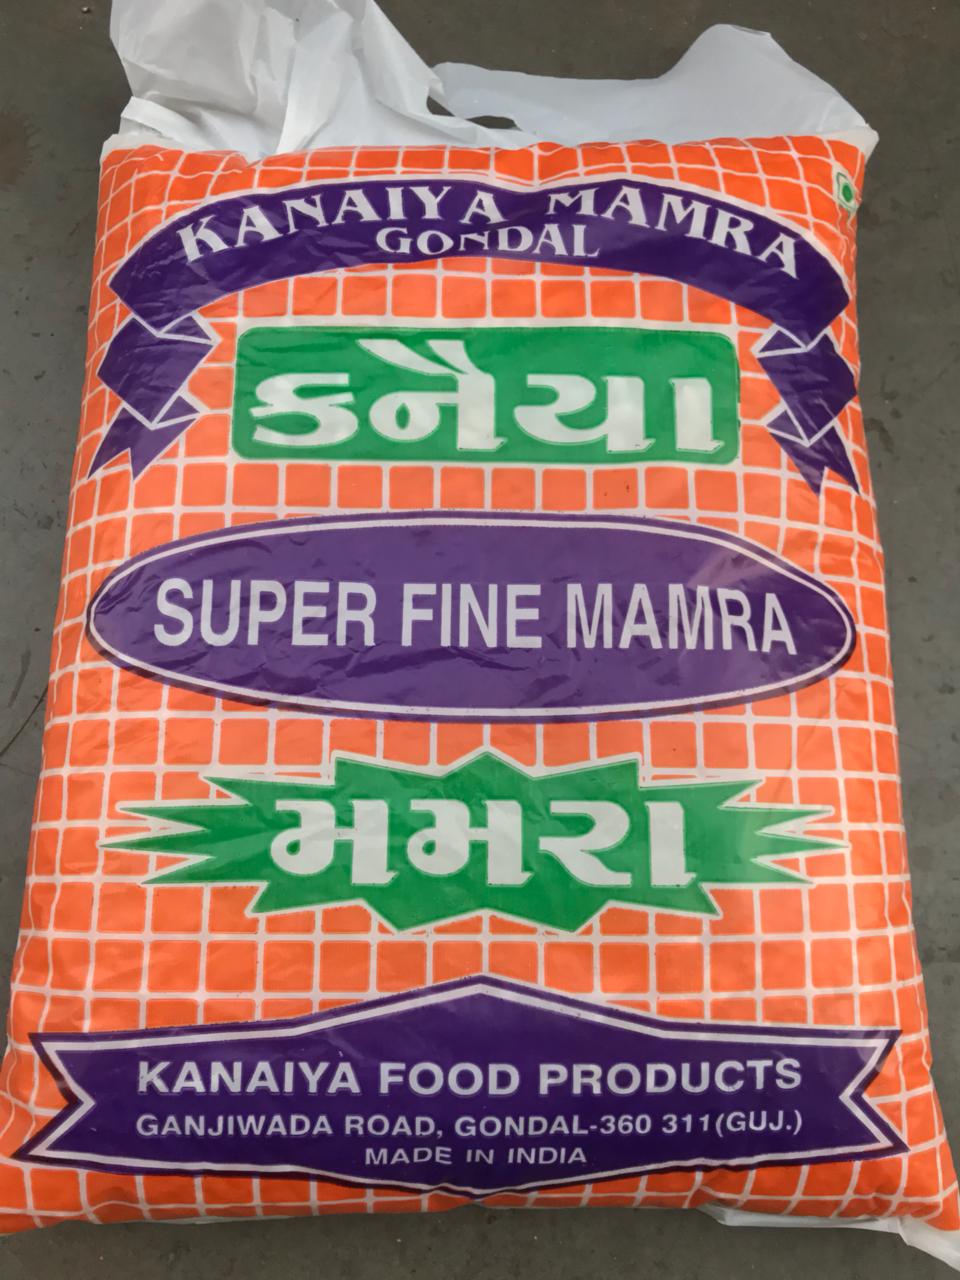 KANAIYA MAMRA
GONDAL
કનૈયા
SUPER FINE MAMRA
મમરા
KANAIYA FOOD PRODUCTS
GANJIWADA ROAD, GONDAL-360 311(GUJ.)
MADE IN INDIA